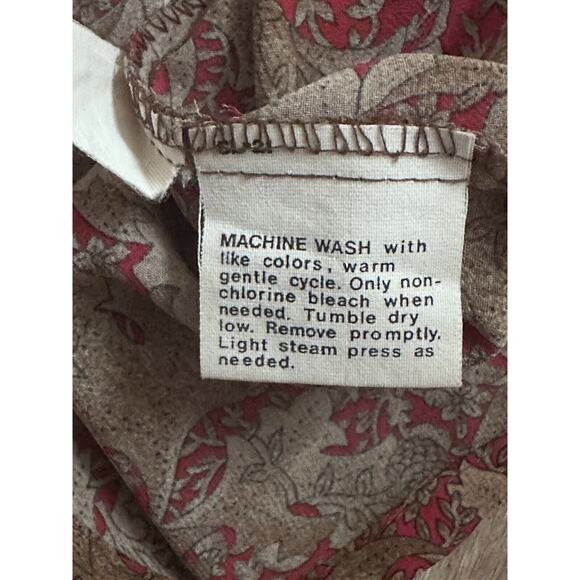 MACHINE WASH with
like colors, warm
gentle cycle. Only non-
chlorine bleach when
needed. Tumble dry
low. Remove promptly.
Light steam press as
needed.